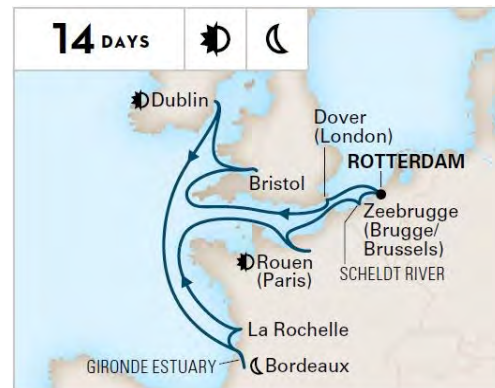 14 DAYS
Dublin
Dover
(London)
ROTTERDAM
Bristol
Zeebrugge
(Brugge/
Brussels)
Rouen
(Paris)
SCHELDT RIVER
La Rochelle
GIRONDE ESTUARY
Bordeaux